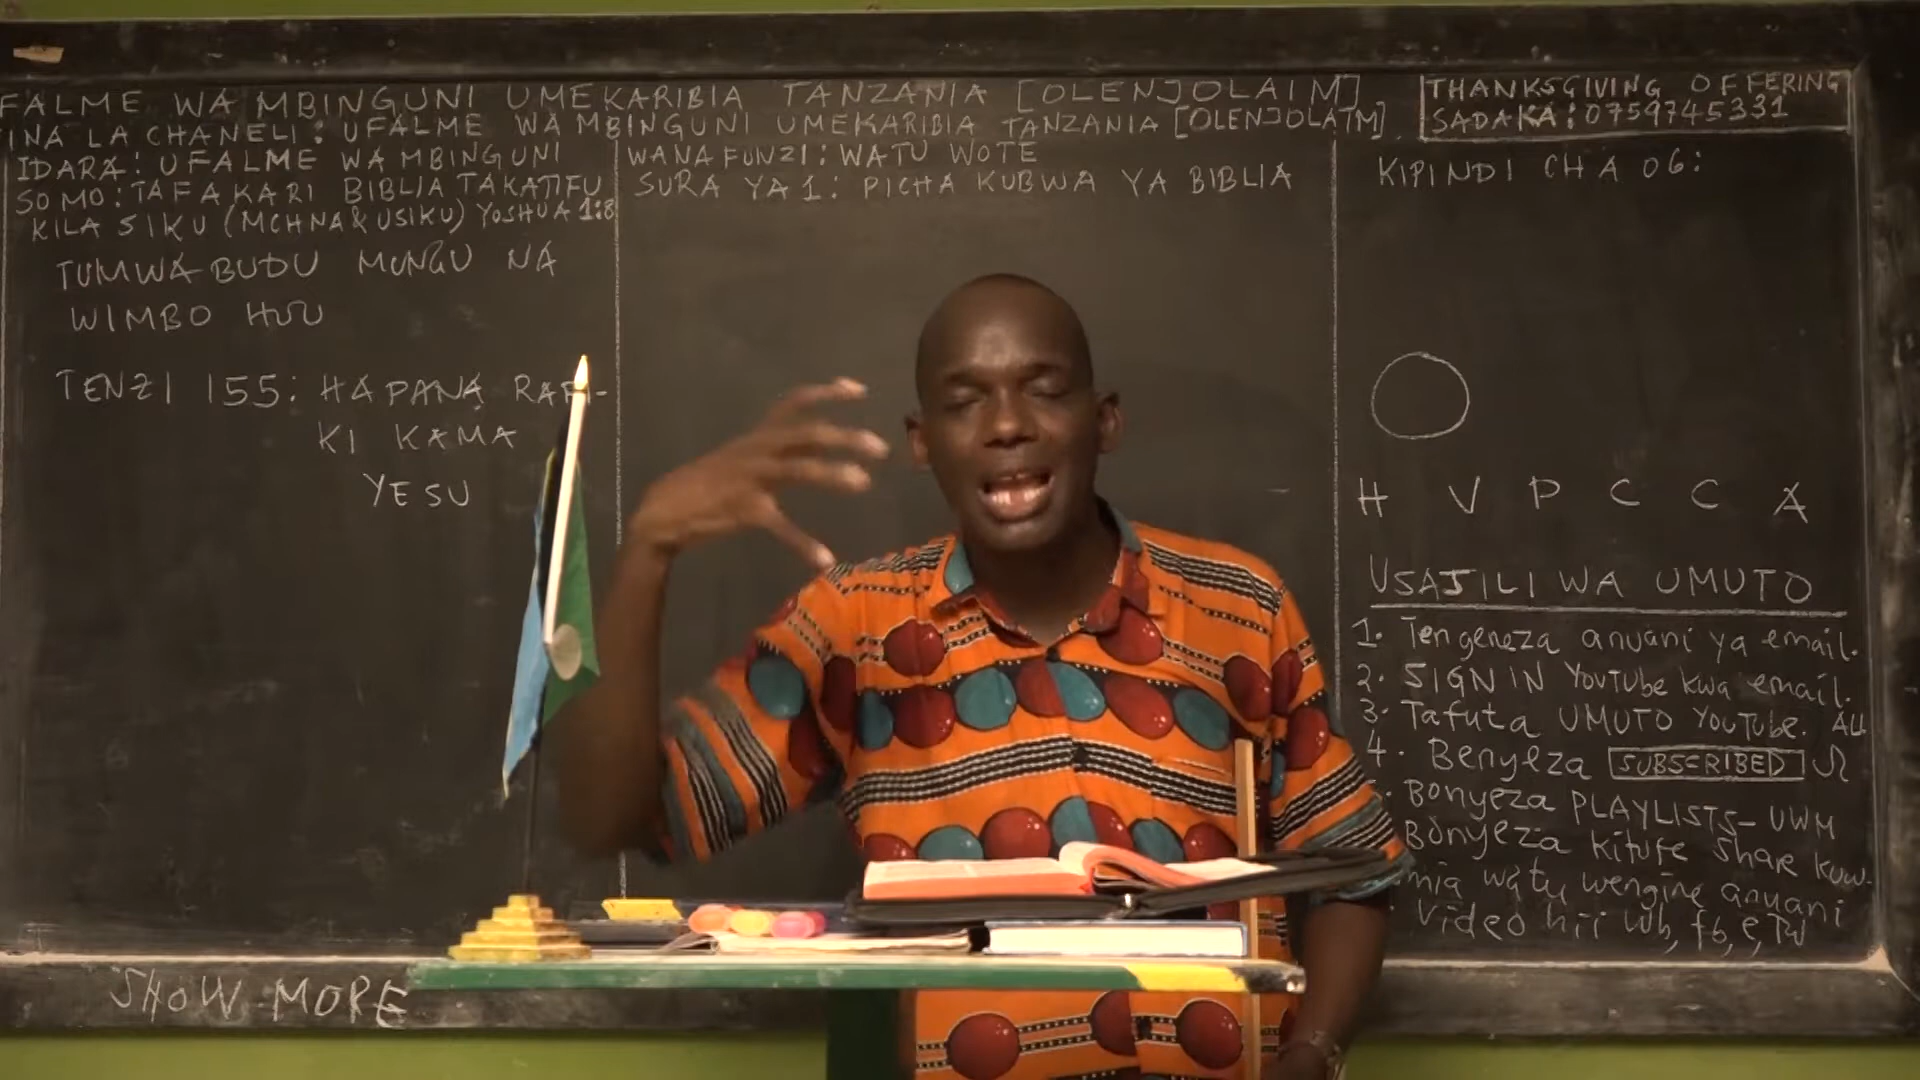 FALME WA MBINGUNI UMEKARIBIA TANZANIA [OLENJOLAIM]
INA LA CHANELI: UFALME WA MBINGUNI UMEKARIBIA TANZANIA [OLENJOLAIM]
IDARA: UFALME WA MBINGUNI
SOMO: TAFAKARI BIBLIA TAKATIFU
KILA SIKU (MCHNA & USIKU) YOSHUA 1:8
TUMWABUDU MUNGU NA
WIMBO HUU
TENZI 155: HAPANA RAFI-
KI KAMA
YESU
WANAFUNZI: WATU WOTE
SURA YA 1: PICHA KUBWA YA BIBLIA
THANKSGIVING OFFERING
SADAKA: 0759745331
KIPINDI CHA 06:
H V P C C A
USAJILI WA UMUTO
1. Tengeneza anuani ya email.
2. SIGN IN YouTube kwa email.
3. Tafuta UMUTO YouTube. ALL
4. Benyeza SUBSCRIBED
Bonyeza PLAYLISTS - UWM
Bonyeza kitufe share kuw-
mia watu wengine anuani
Video hii Wb, fb, e, TW
SHOW MORE